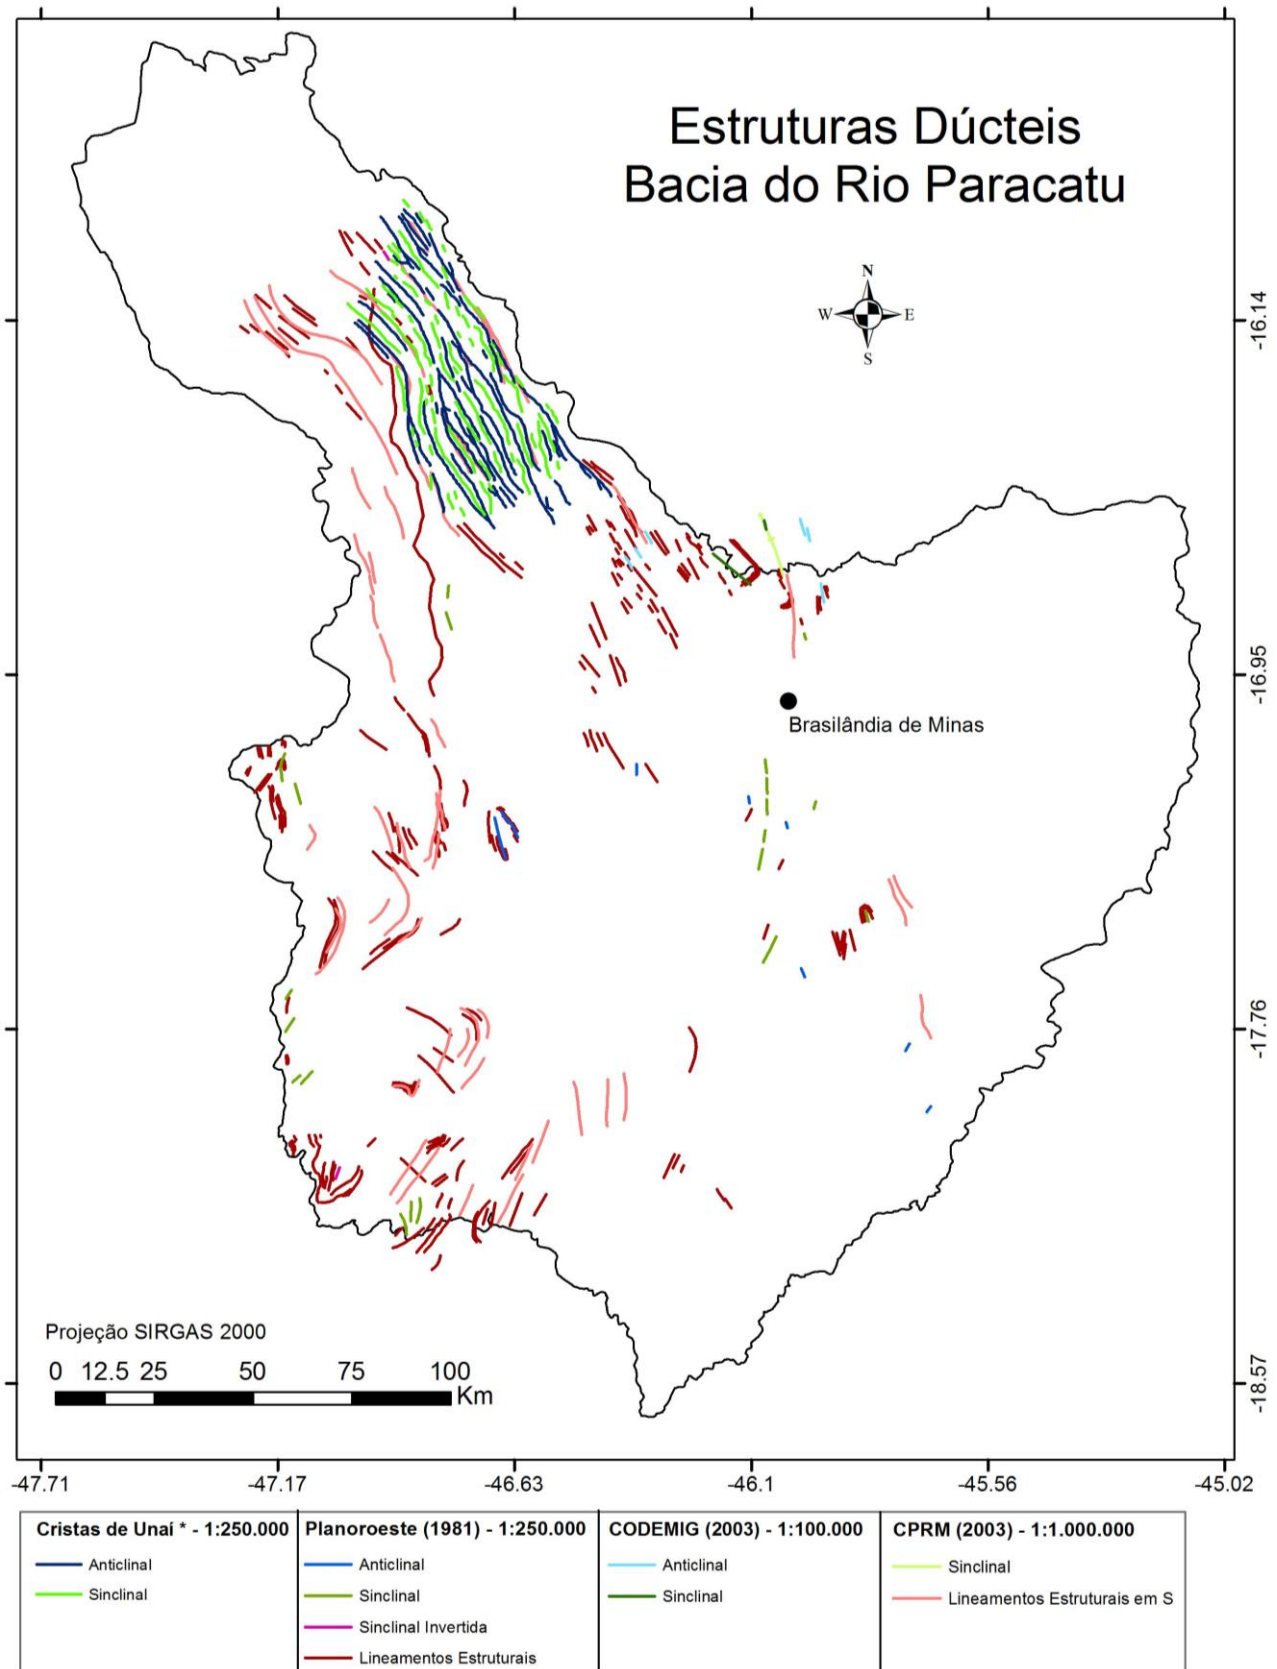 Estruturas Dúcteis
Bacia do Rio Paracatu
N
W E
S
-16.14
-16.95
Brasilândia de Minas
-17.76
-18.57
Projeção SIRGAS 2000
0 12.5 25 50 75 100
Km
-47.71 -47.17 -46.63 -46.1 -45.56 -45.02
Cristas de Unaí * - 1:250.000
Anticlinal
Sinclinal
Planoroeste (1981) - 1:250.000
Anticlinal
Sinclinal
Sinclinal Invertida
Lineamentos Estruturais
CODEMIG (2003) - 1:100.000
Anticlinal
Sinclinal
CPRM (2003) - 1:1.000.000
Sinclinal
Lineamentos Estruturais em S